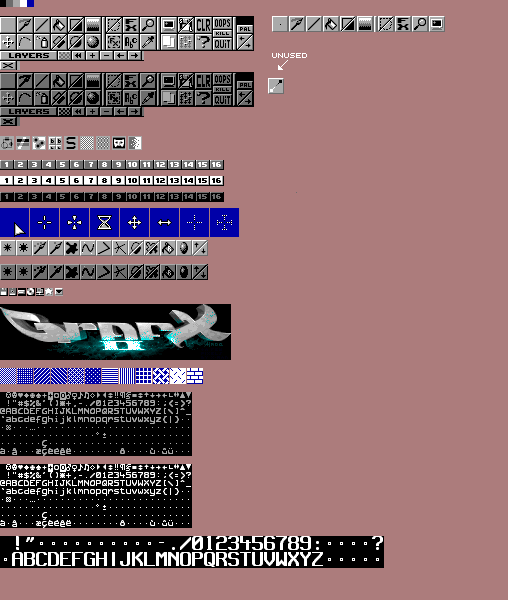 CLR OOPS
KILL
QUIT PAL
LAYERS
UNUSED
CLR OOPS
KILL
QUIT PAL
LAYERS
1 2 3 4 5 6 7 8 9 10 11 12 13 14 15 16
1 2 3 4 5 6 7 8 9 10 11 12 13 14 15 16
1 2 3 4 5 6 7 8 9 10 11 12 13 14 15 16
GrafX
II
!"#$%&'()*+,-./0123456789:;<=>?
@ABCDEFGHIJKLMNOPQRSTUVWXYZ[\]^_
`abcdefghijklmnopqrstuvwxyz{|}
!"#$%&'()*+,-./0123456789:;<=>?
@ABCDEFGHIJKLMNOPQRSTUVWXYZ[\]^_
`abcdefghijklmnopqrstuvwxyz{|}
!"··········-./0123456789:····?
·ABCDEFGHIJKLMNOPQRSTUVWXYZ·····